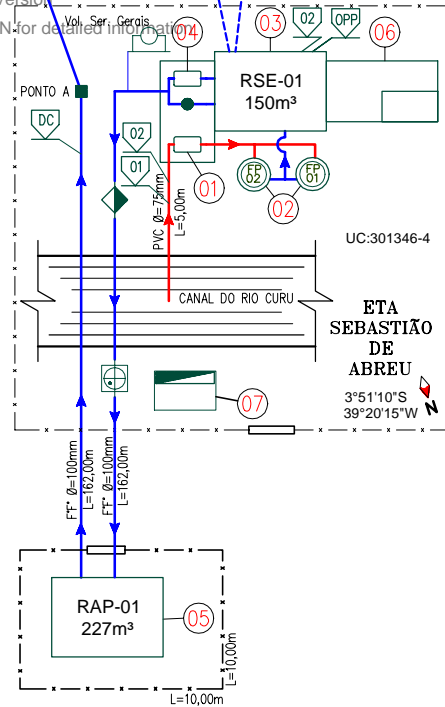 version
Vol. Ser. Gerais
N for detailed information
04
03
02
OPP
06
PONTO A
RSE-01
150m³
DC
02
01
FP
02
FP
01
01
02
PVC Ø=75mm
L=5,00m
UC:301346-4
CANAL DO RIO CURU
ETA
SEBASTIÃO
DE
ABREU
3°51'10"S
39°20'15"W
N
07
FºFº Ø=100mm
L=162,00m
FºFº Ø=100mm
L=162,00m
RAP-01
227m³
05
L=10,00m
L=10,00m